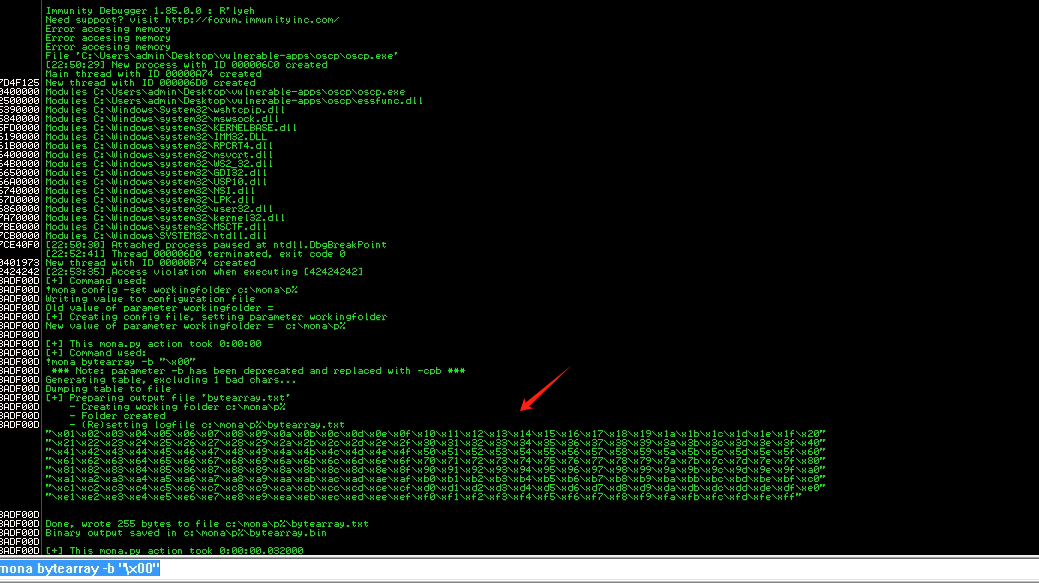 Immunity Debugger 1.85.0.0 : R'lyeh
Need support? visit http://forum.immunityinc.com/
Error accesing memory
Error accesing memory
Error accesing memory
File 'C:\Users\admin\Desktop\vulnerable-apps\oscp\oscp.exe'
[22:50:29] New process with ID 000006C0 created
Main thread with ID 00000A74 created
7D4F125 New thread with ID 000006D0 created
0400000 Modules C:\Users\admin\Desktop\vulnerable-apps\oscp\oscp.exe
2500000 Modules C:\Users\admin\Desktop\vulnerable-apps\oscp\essfunc.dll
5390000 Modules C:\Windows\System32\wshtcpip.dll
5840000 Modules C:\Windows\system32\mswsock.dll
5FD0000 Modules C:\Windows\system32\KERNELBASE.dll
6190000 Modules C:\Windows\system32\IMM32.DLL
61B0000 Modules C:\Windows\system32\RPCRT4.dll
6400000 Modules C:\Windows\system32\msvcrt.dll
64B0000 Modules C:\Windows\system32\WS2_32.dll
6650000 Modules C:\Windows\system32\GDI32.dll
66A0000 Modules C:\Windows\system32\USP10.dll
6740000 Modules C:\Windows\system32\NSI.dll
67D0000 Modules C:\Windows\system32\LPK.dll
6860000 Modules C:\Windows\system32\user32.dll
7A70000 Modules C:\Windows\system32\kernel32.dll
7BE0000 Modules C:\Windows\system32\MSCTF.dll
7CB0000 Modules C:\Windows\SYSTEM32\ntdll.dll
7CE40F0 [22:50:30] Attached process paused at ntdll.DbgBreakPoint
[22:52:41] Thread 000006D0 terminated, exit code 0
0401973 New thread with ID 00000B74 created
2424242 [22:53:35] Access violation when executing [42424242]
BADF00D [+] Command used:
BADF00D !mona config -set workingfolder c:\mona\p%
BADF00D Writing value to configuration file
BADF00D Old value of parameter workingfolder =
BADF00D [+] Creating config file, setting parameter workingfolder
BADF00D New value of parameter workingfolder =  c:\mona\p%
BADF00D
BADF00D [+] This mona.py action took 0:00:00
BADF00D [+] Command used:
BADF00D !mona bytearray -b "\x00"
BADF00D *** Note: parameter -b has been deprecated and replaced with -cpb ***
BADF00D Generating table, excluding 1 bad chars...
BADF00D Dumping table to file
BADF00D [+] Preparing output file 'bytearray.txt'
BADF00D - Creating working folder c:\mona\p%
BADF00D - Folder created
BADF00D - (Re)setting logfile c:\mona\p%\bytearray.txt
"\x01\x02\x03\x04\x05\x06\x07\x08\x09\x0a\x0b\x0c\x0d\x0e\x0f\x10\x11\x12\x13\x14\x15\x16\x17\x18\x19\x1a\x1b\x1c\x1d\x1e\x1f\x20"
"\x21\x22\x23\x24\x25\x26\x27\x28\x29\x2a\x2b\x2c\x2d\x2e\x2f\x30\x31\x32\x33\x34\x35\x36\x37\x38\x39\x3a\x3b\x3c\x3d\x3e\x3f\x40"
"\x41\x42\x43\x44\x45\x46\x47\x48\x49\x4a\x4b\x4c\x4d\x4e\x4f\x50\x51\x52\x53\x54\x55\x56\x57\x58\x59\x5a\x5b\x5c\x5d\x5e\x5f\x60"
"\x61\x62\x63\x64\x65\x66\x67\x68\x69\x6a\x6b\x6c\x6d\x6e\x6f\x70\x71\x72\x73\x74\x75\x76\x77\x78\x79\x7a\x7b\x7c\x7d\x7e\x7f\x80"
"\x81\x82\x83\x84\x85\x86\x87\x88\x89\x8a\x8b\x8c\x8d\x8e\x8f\x90\x91\x92\x93\x94\x95\x96\x97\x98\x99\x9a\x9b\x9c\x9d\x9e\x9f\xa0"
"\xa1\xa2\xa3\xa4\xa5\xa6\xa7\xa8\xa9\xaa\xab\xac\xad\xae\xaf\xb0\xb1\xb2\xb3\xb4\xb5\xb6\xb7\xb8\xb9\xba\xbb\xbc\xbd\xbe\xbf\xc0"
"\xc1\xc2\xc3\xc4\xc5\xc6\xc7\xc8\xc9\xca\xcb\xcc\xcd\xce\xcf\xd0\xd1\xd2\xd3\xd4\xd5\xd6\xd7\xd8\xd9\xda\xdb\xdc\xdd\xde\xdf\xe0"
"\xe1\xe2\xe3\xe4\xe5\xe6\xe7\xe8\xe9\xea\xeb\xec\xed\xee\xef\xf0\xf1\xf2\xf3\xf4\xf5\xf6\xf7\xf8\xf9\xfa\xfb\xfc\xfd\xfe\xff"
BADF00D
BADF00D Done, wrote 255 bytes to file c:\mona\p%\bytearray.txt
BADF00D Binary output saved in c:\mona\p%\bytearray.bin
BADF00D
BADF00D [+] This mona.py action took 0:00:00.032000
mona bytearray -b "\x00"